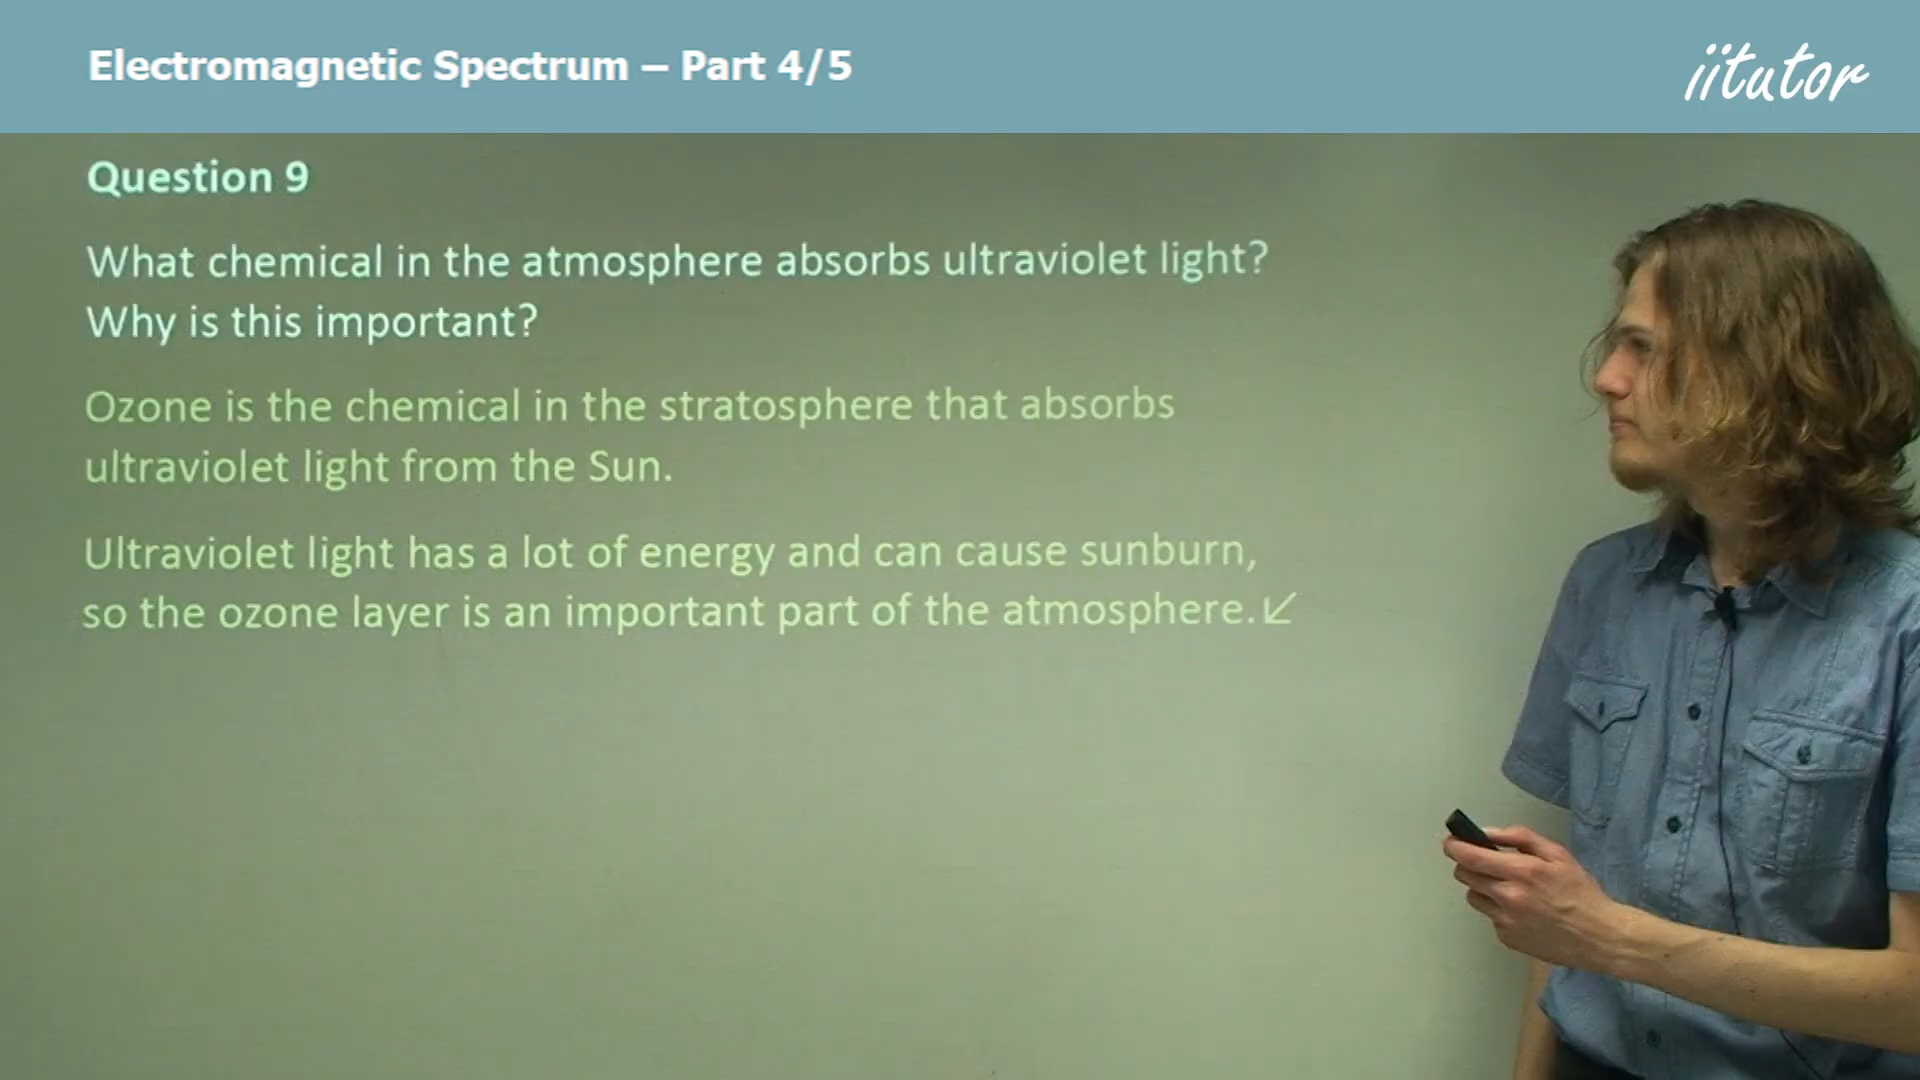 Electromagnetic Spectrum – Part 4/5
iitutor
Question 9
What chemical in the atmosphere absorbs ultraviolet light?
Why is this important?
Ozone is the chemical in the stratosphere that absorbs
ultraviolet light from the Sun.
Ultraviolet light has a lot of energy and can cause sunburn,
so the ozone layer is an important part of the atmosphere.↙